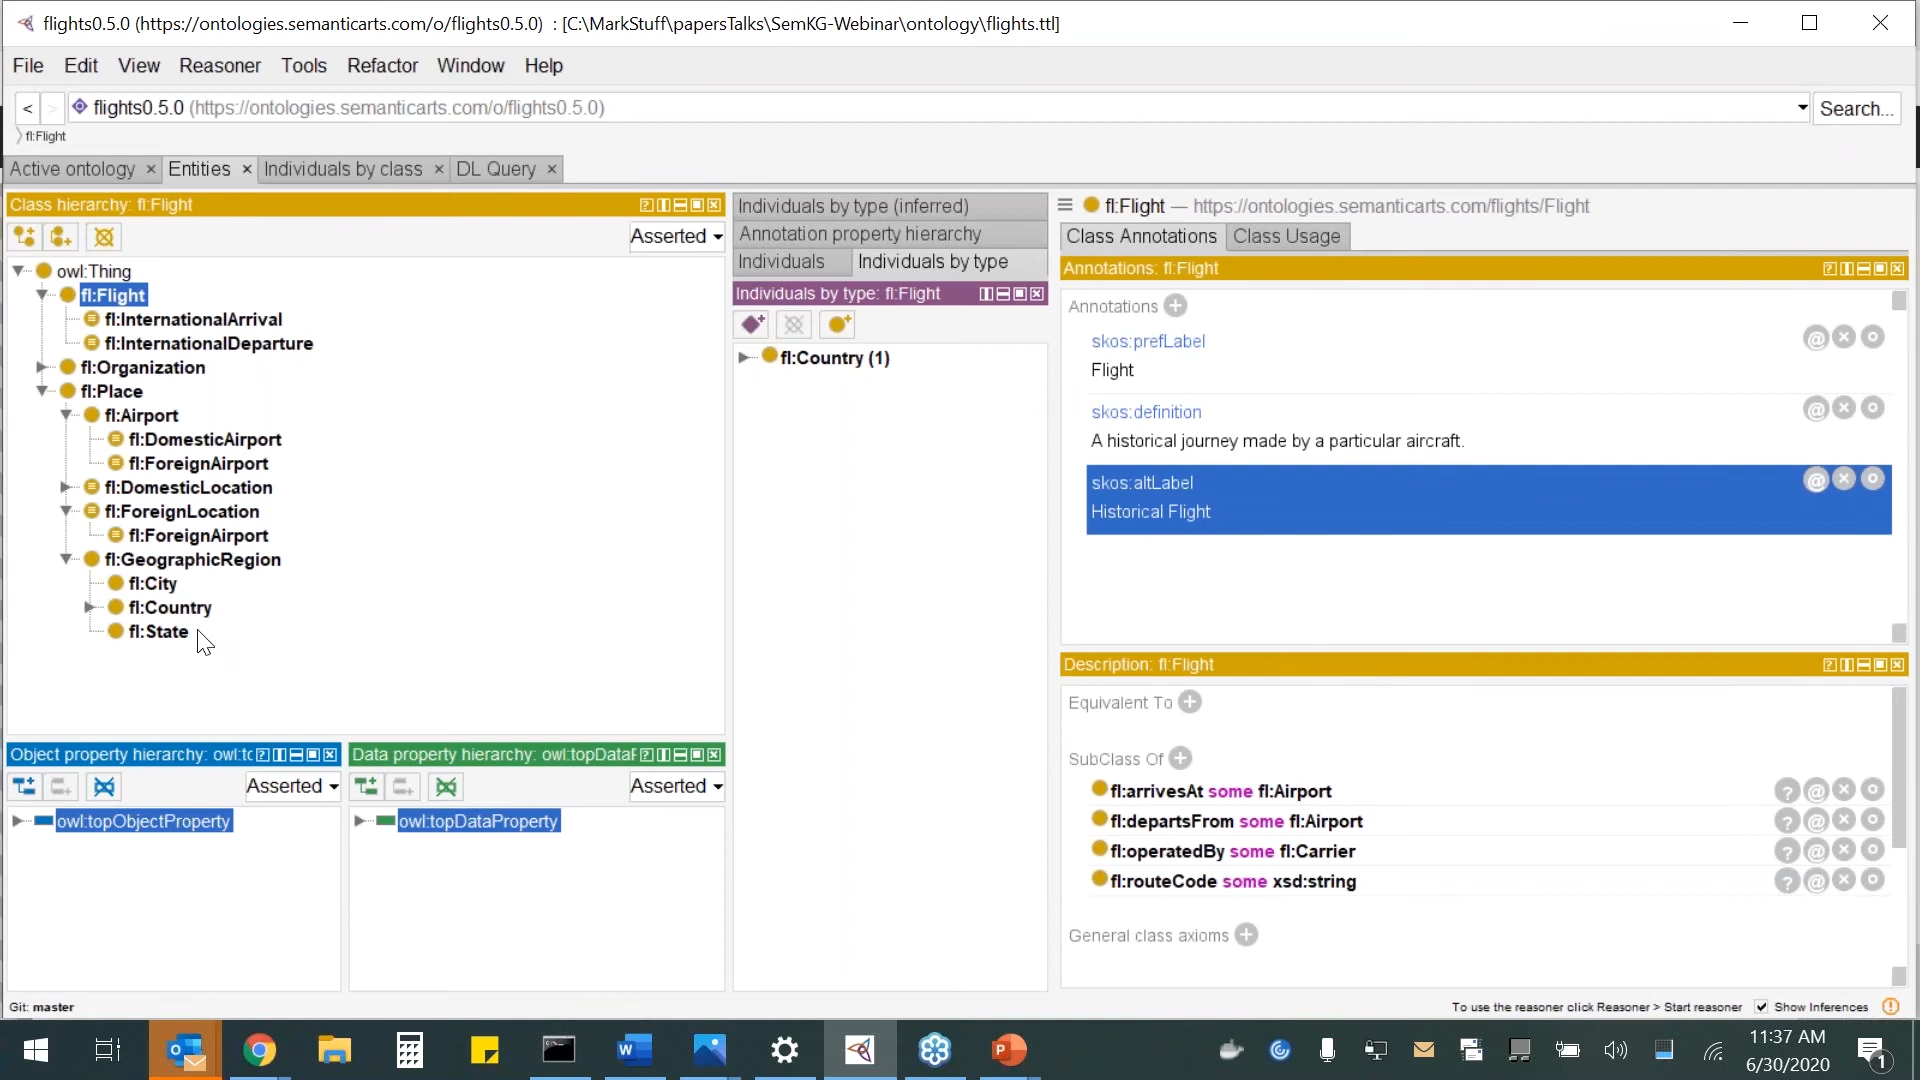 flights0.5.0 (https://ontologies.semanticarts.com/o/flights0.5.0) : [C:\MarkStuff\papersTalks\SemKG-Webinar\ontology\flights.ttl]
File Edit View Reasoner Tools Refactor Window Help
< > flights0.5.0 (https://ontologies.semanticarts.com/o/flights0.5.0) Search...
fl:Flight
Active ontology × Entities × Individuals by class × DL Query ×
Class hierarchy: fl:Flight
Asserted
owl:Thing
fl:Flight
fl:InternationalArrival
fl:InternationalDeparture
fl:Organization
fl:Place
fl:Airport
fl:DomesticAirport
fl:ForeignAirport
fl:DomesticLocation
fl:ForeignLocation
fl:ForeignAirport
fl:GeographicRegion
fl:City
fl:Country
fl:State
Object property hierarchy: owl:tc
Asserted
owl:topObjectProperty
Data property hierarchy: owl:topDataF
Asserted
owl:topDataProperty
Individuals by type (inferred)
Annotation property hierarchy
Individuals Individuals by type
Individuals by type: fl:Flight
fl:Country (1)
fl:Flight — https://ontologies.semanticarts.com/flights/Flight
Class Annotations Class Usage
Annotations: fl:Flight
Annotations
skos:prefLabel
Flight
skos:definition
A historical journey made by a particular aircraft.
skos:altLabel
Historical Flight
Description: fl:Flight
Equivalent To
SubClass Of
fl:arrivesAt some fl:Airport
fl:departsFrom some fl:Airport
fl:operatedBy some fl:Carrier
fl:routeCode some xsd:string
General class axioms
Git: master
To use the reasoner click Reasoner > Start reasoner Show Inferences
11:37 AM
6/30/2020
1